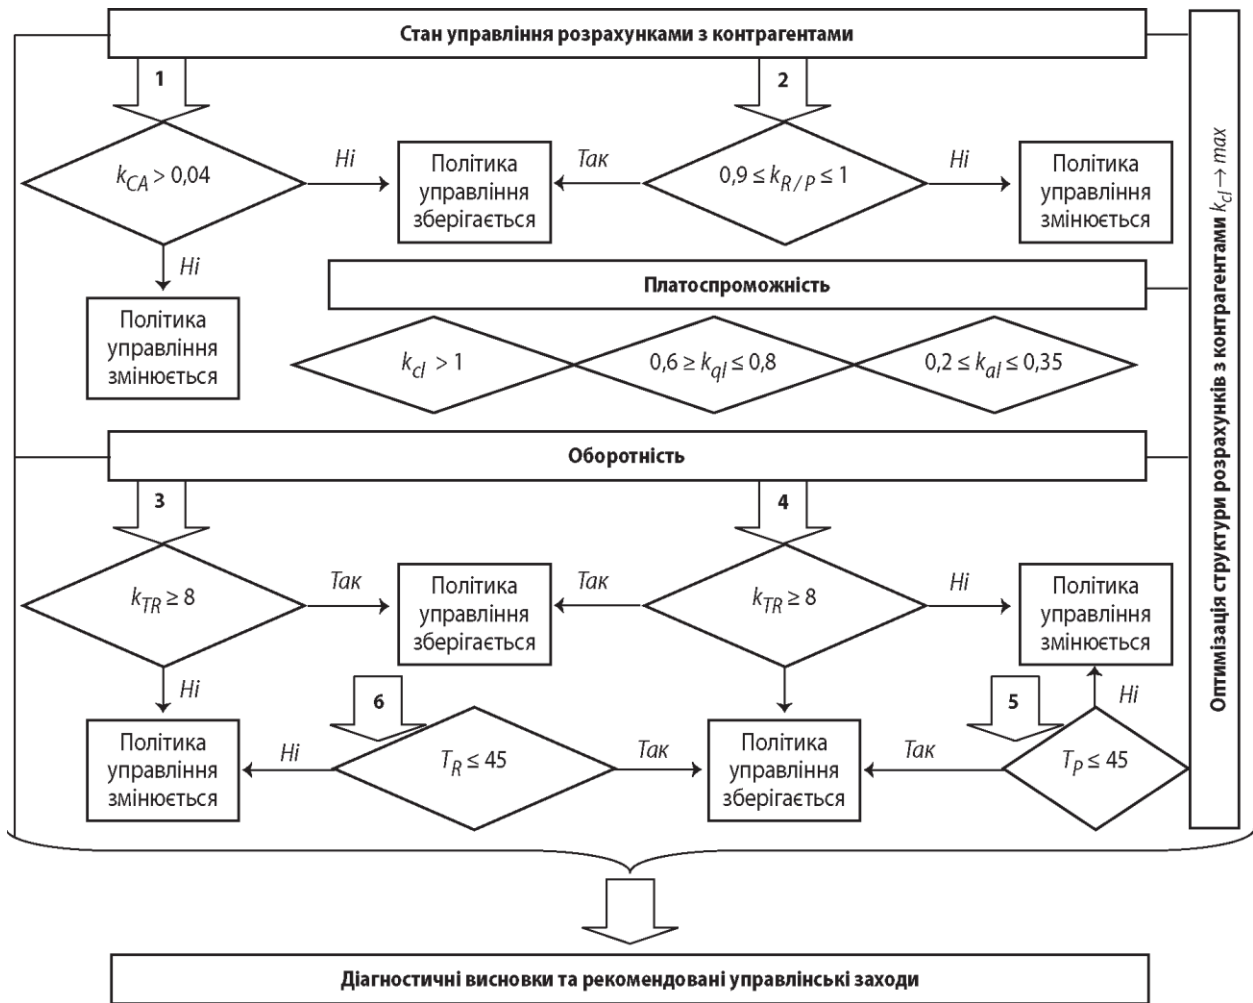 Стан управління розрахунками з контрагентами
1
2
k_CA > 0,04
Ні
Політика
управління
зберігається
Так
0,9 ≤ k_R/P ≤ 1
Ні
Політика
управління
змінюється
Ні
Політика
управління
змінюється
Платоспроможність
k_cl > 1
0,6 ≥ k_ql ≤ 0,8
0,2 ≤ k_al ≤ 0,35
Оборотність
3
4
k_TR ≥ 8
Так
Політика
управління
зберігається
Так
k_TR ≥ 8
Ні
Політика
управління
змінюється
Ні
6
5
Ні
Політика
управління
змінюється
Ні
T_R ≤ 45
Так
Політика
управління
зберігається
Так
T_P ≤ 45
Оптимізація структури розрахунків з контрагентами k_cl → max
Діагностичні висновки та рекомендовані управлінські заходи